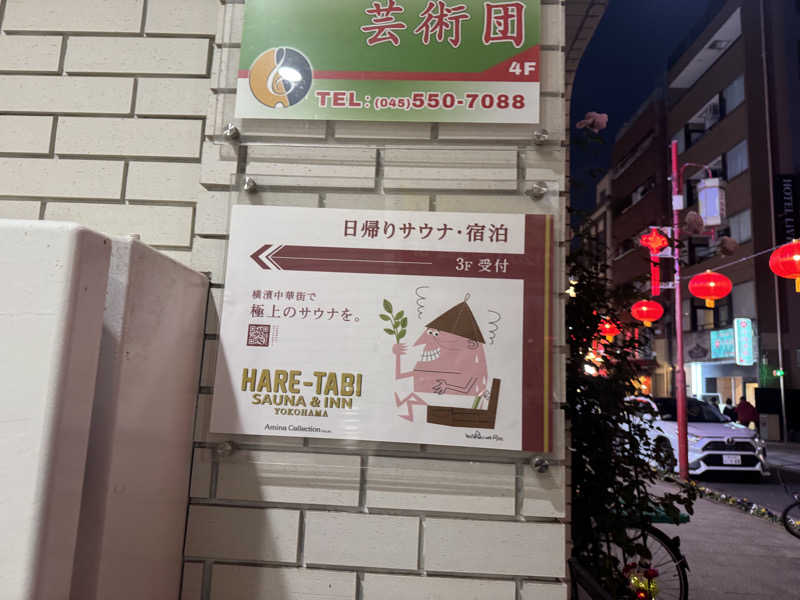 芸術団
4F
TEL:(045)550-7088
日帰りサウナ・宿泊
3F 受付
横濱中華街で
極上のサウナを。
HARE-TABI
SAUNA & INN
YOKOHAMA
Amina Collection
HOTEL